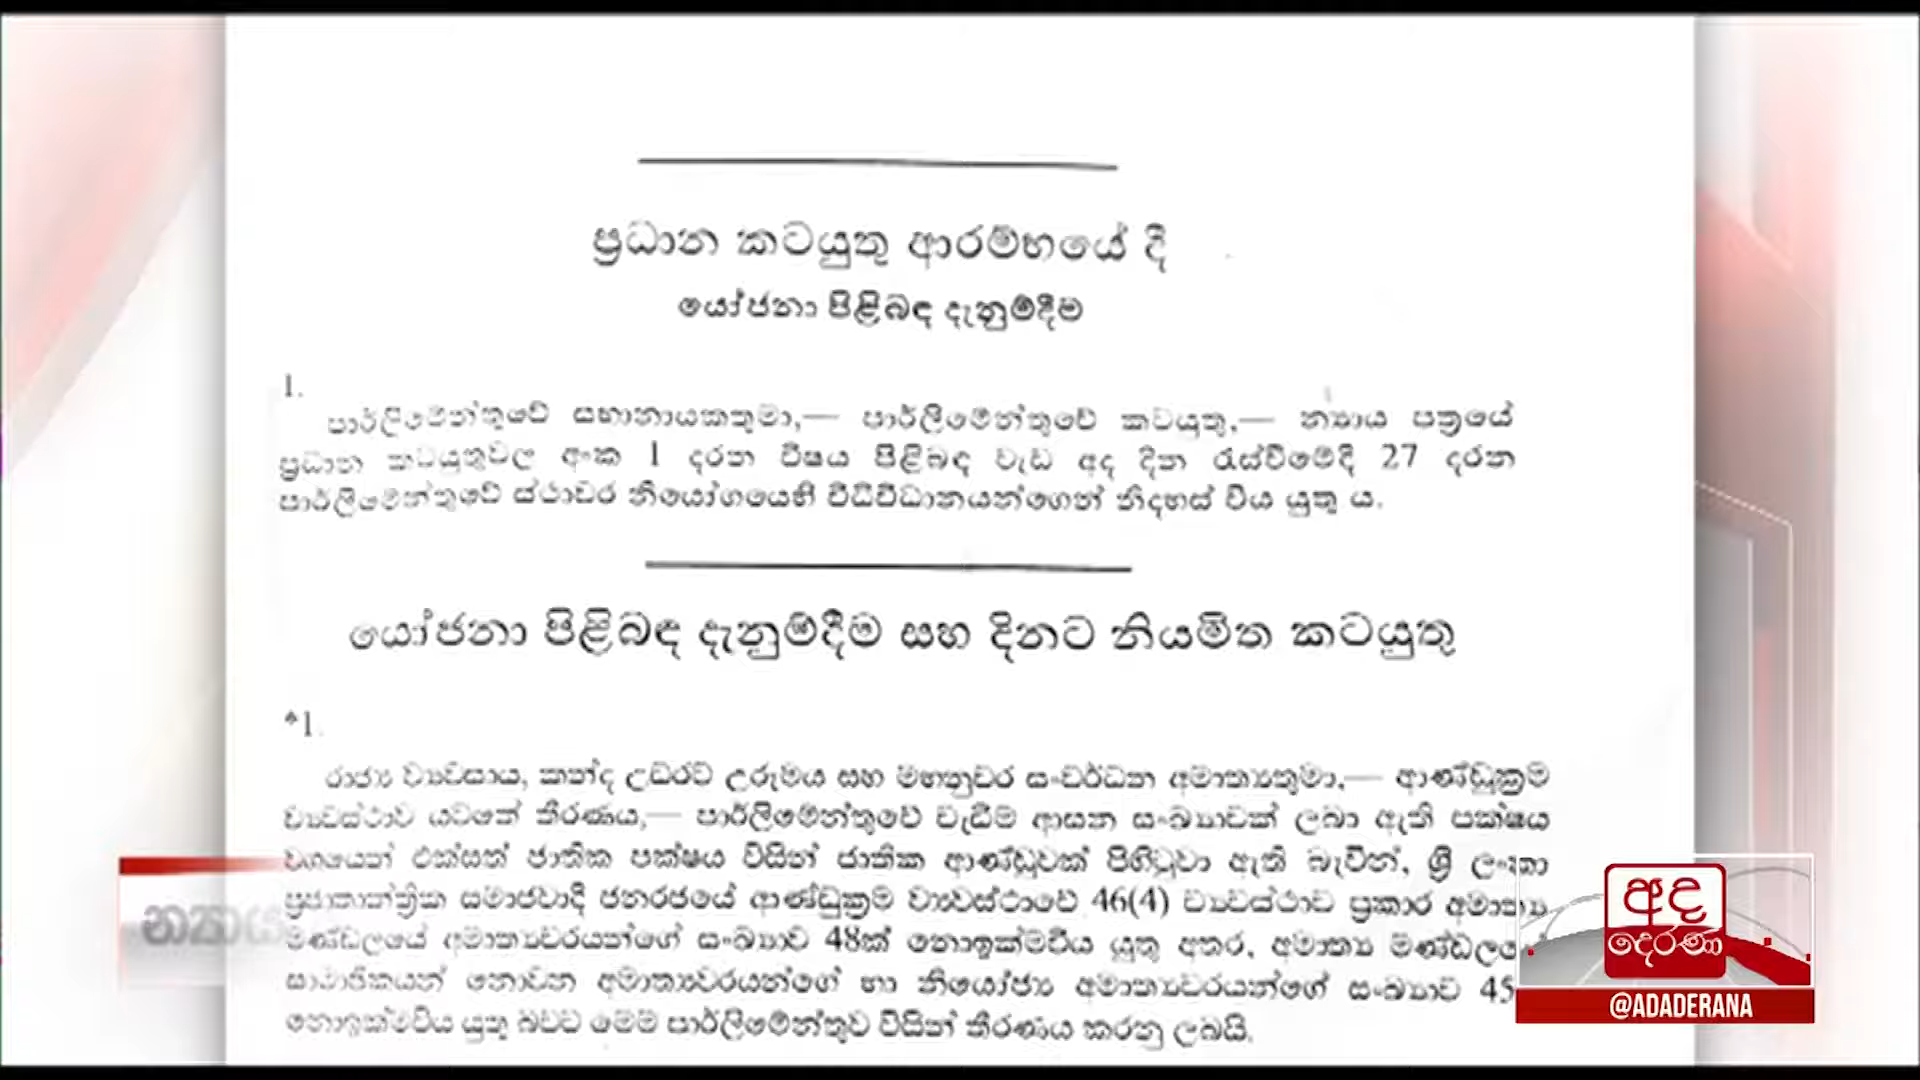 ප්‍රධාන කටයුතු ආරම්භයේ දී
යෝජනා පිළිබඳ දැනුම්දීම
1.
පාර්ලිමේන්තුවේ සභානායකතුමා,— පාර්ලිමේන්තුවේ කටයුතු,— න්‍යාය පත්‍රයේ
ප්‍රධාන කටයුතුවල අංක 1 දරන විෂය පිළිබඳ වැඩ අද දින රැස්වීමේදී 27 දරන
පාර්ලිමේන්තුවේ ස්ථාවර නියෝගයෙහි විධිවිධානයන්ගෙන් නිදහස් විය යුතු ය.
යෝජනා පිළිබඳ දැනුම්දීම සහ දිනට නියමිත කටයුතු
*1.
රාජ්‍ය ව්‍යවසාය, කන්ද උඩරට උරුමය සහ මහනුවර සංවර්ධන අමාත්‍යතුමා,— ආණ්ඩුක්‍රම
ව්‍යවස්ථාව යටතේ තීරණය,— පාර්ලිමේන්තුවේ වැඩිම ආසන සංඛ්‍යාවක් ලබා ඇති පක්ෂය
වශයෙන් එක්සත් ජාතික පක්ෂය විසින් ජාතික ආණ්ඩුවක් පිහිටුවා ඇති බැවින්, ශ්‍රී ලංකා
ප්‍රජාතාන්ත්‍රික සමාජවාදී ජනරජයේ ආණ්ඩුක්‍රම ව්‍යවස්ථාවේ 46(4) ව්‍යවස්ථාව ප්‍රකාර අමාත්‍ය
මණ්ඩලයේ අමාත්‍යවරයන්ගේ සංඛ්‍යාව 48ක් නොඉක්මවිය යුතු අතර, අමාත්‍ය මණ්ඩලයේ
සාමාජිකයන් නොවන අමාත්‍යවරයන්ගේ හා නියෝජ්‍ය අමාත්‍යවරයන්ගේ සංඛ්‍යාව 45
නොඉක්මවිය යුතු බවට මෙම පාර්ලිමේන්තුව විසින් තීරණය කරනු ලබයි.
න්‍යාය
අද
දෙරණ
@ADADERANA